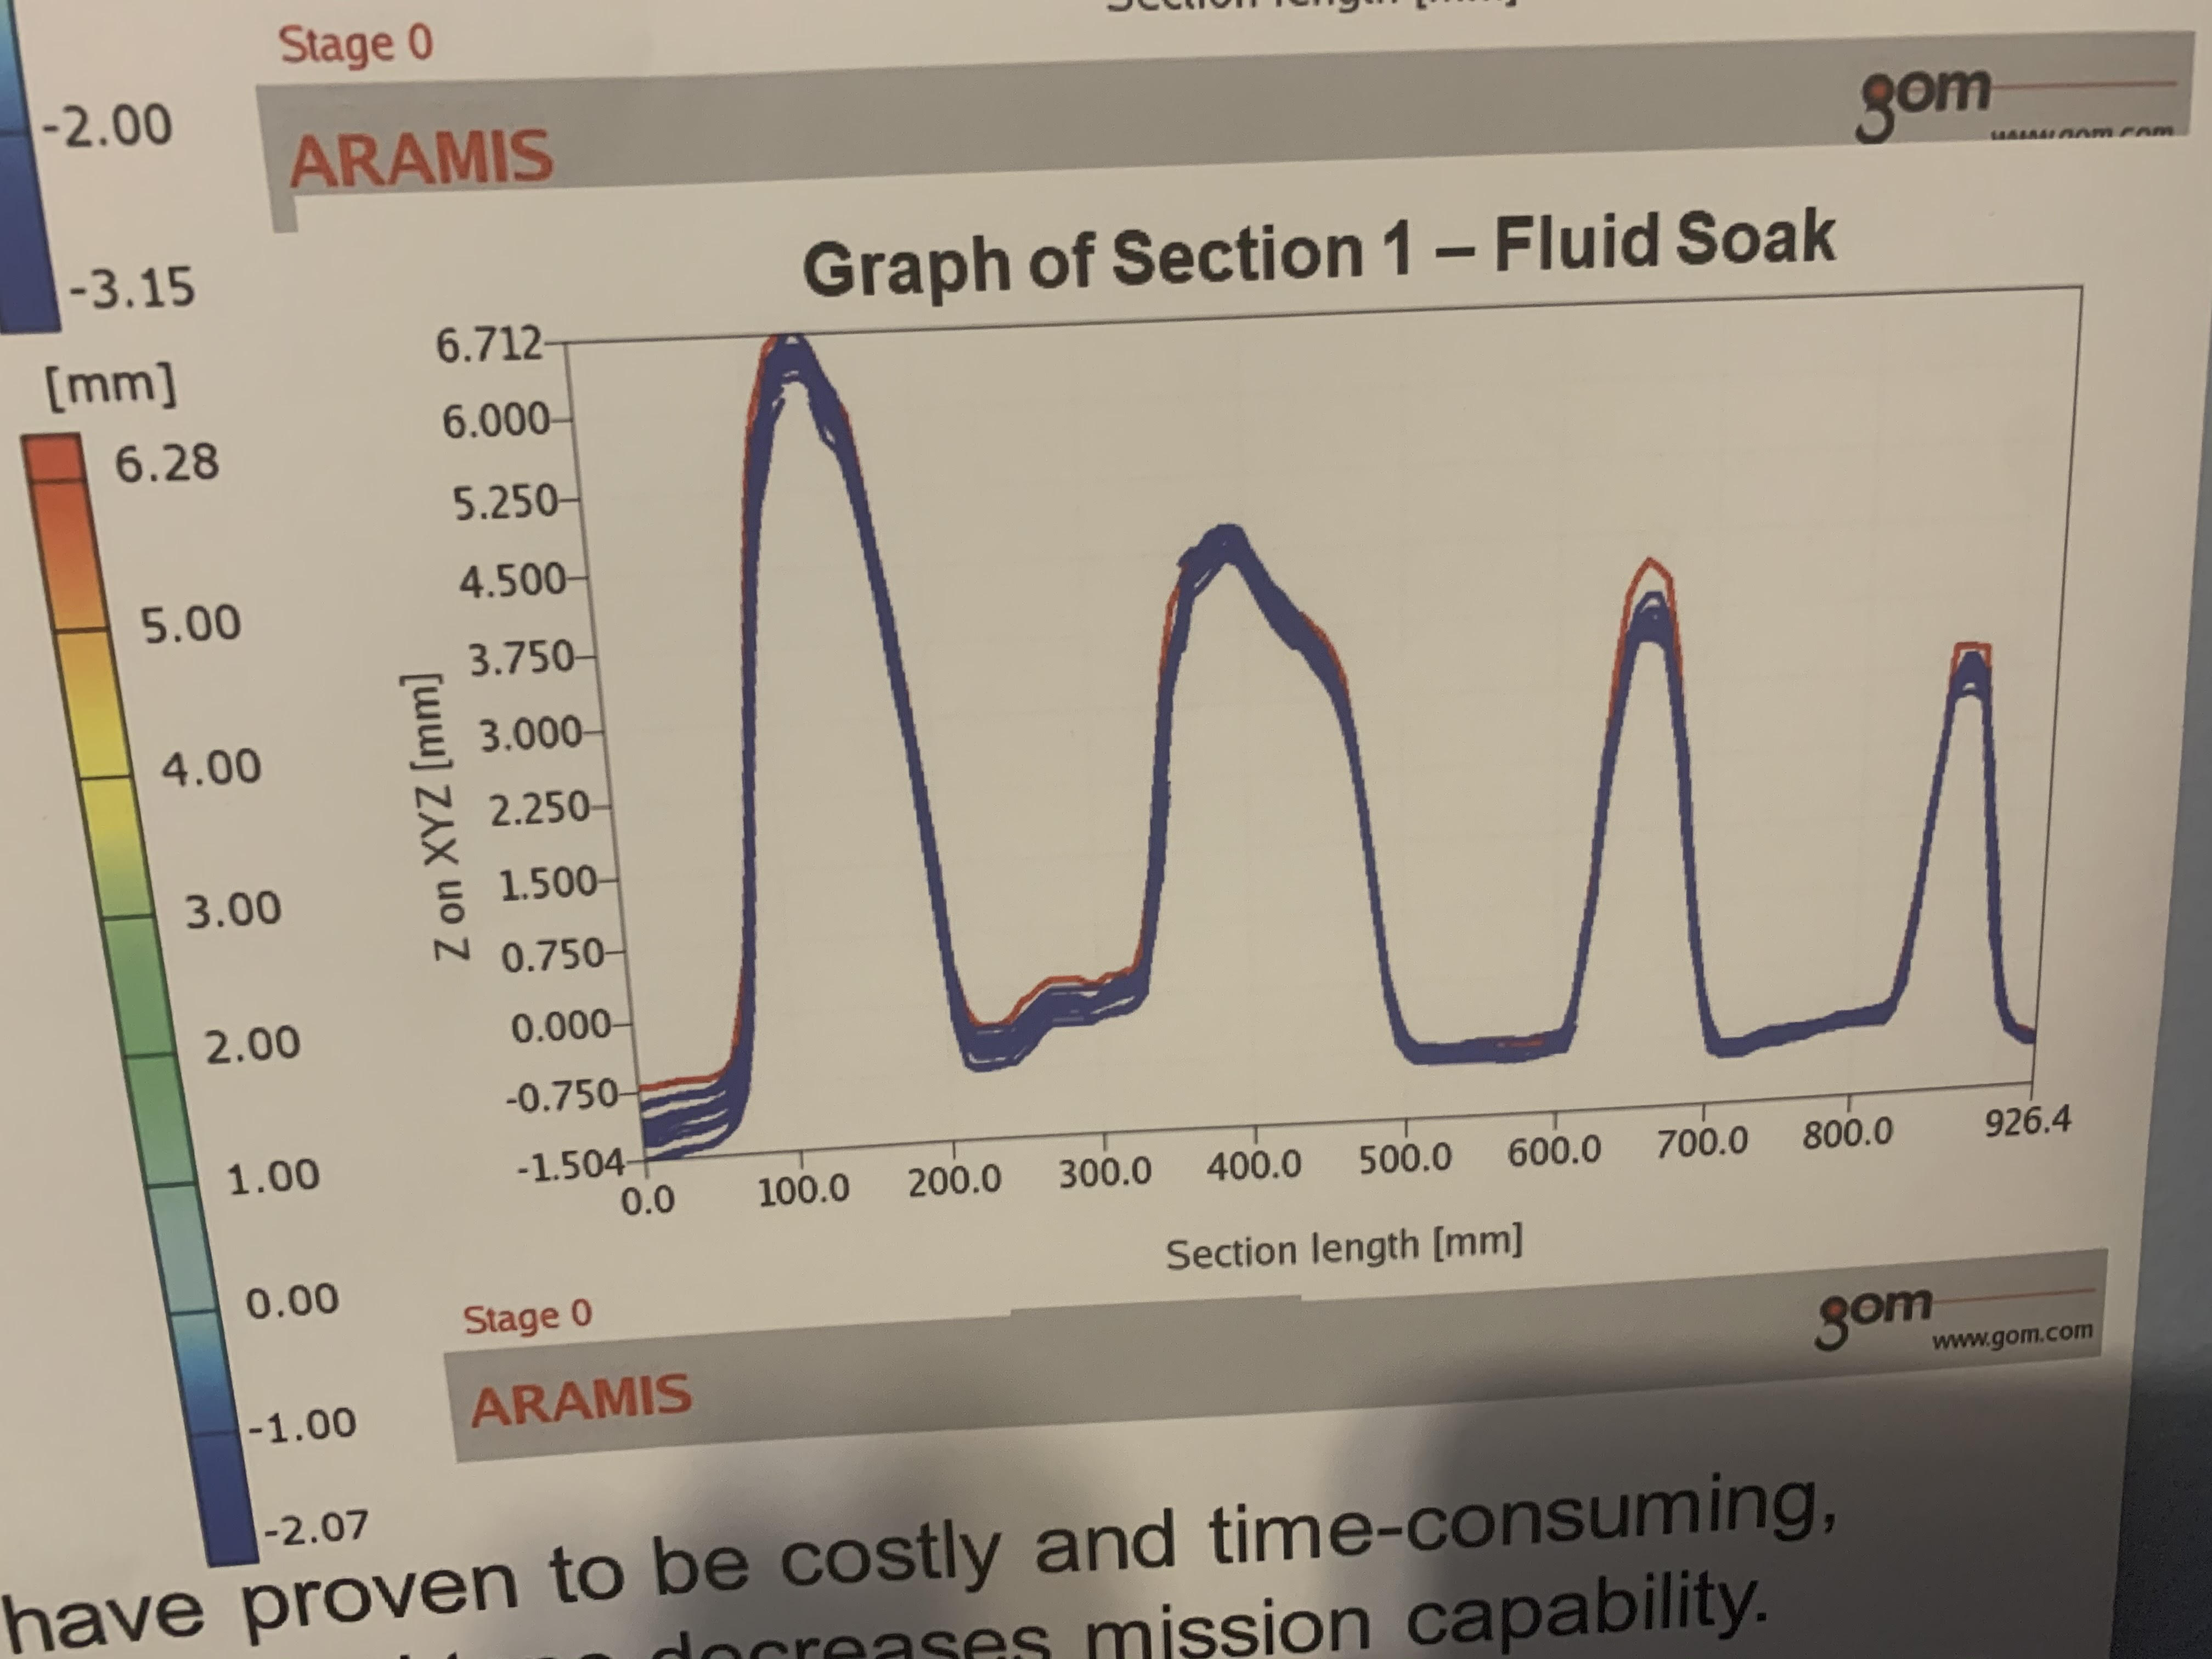 Section length [mm]
Stage 0
-2.00
ARAMIS
gom
www.gom.com
-3.15
Graph of Section 1 – Fluid Soak
[mm]
6.28
5.00
4.00
3.00
2.00
1.00
0.00
-1.00
-2.07
Z on XYZ [mm]
6.712
6.000
5.250
4.500
3.750
3.000
2.250
1.500
0.750
0.000
-0.750
-1.504
0.0 100.0 200.0 300.0 400.0 500.0 600.0 700.0 800.0 926.4
Section length [mm]
Stage 0
ARAMIS
gom
www.gom.com
have proven to be costly and time-consuming,
decreases mission capability.